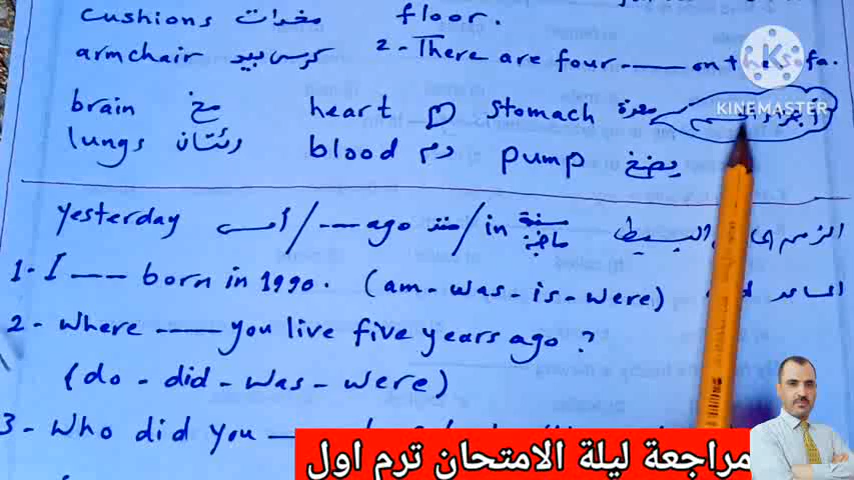 cushions مخدات floor.
armchair كرسى بيد 2- There are four ------ on the sofa.
KINEMASTER
brain مخ heart stomach معدة أجزاء
lungs رئتان blood دم pump يضخ
yesterday أمس / --- ago منذ / in سنة ماضية الزمن البسيط
1- I --- born in 1990. (am - was - is - were) المساعد
2- where ---- you live five years ago ?
(do - did - was - were)
3- Who did you
مراجعة ليلة الامتحان ترم اول